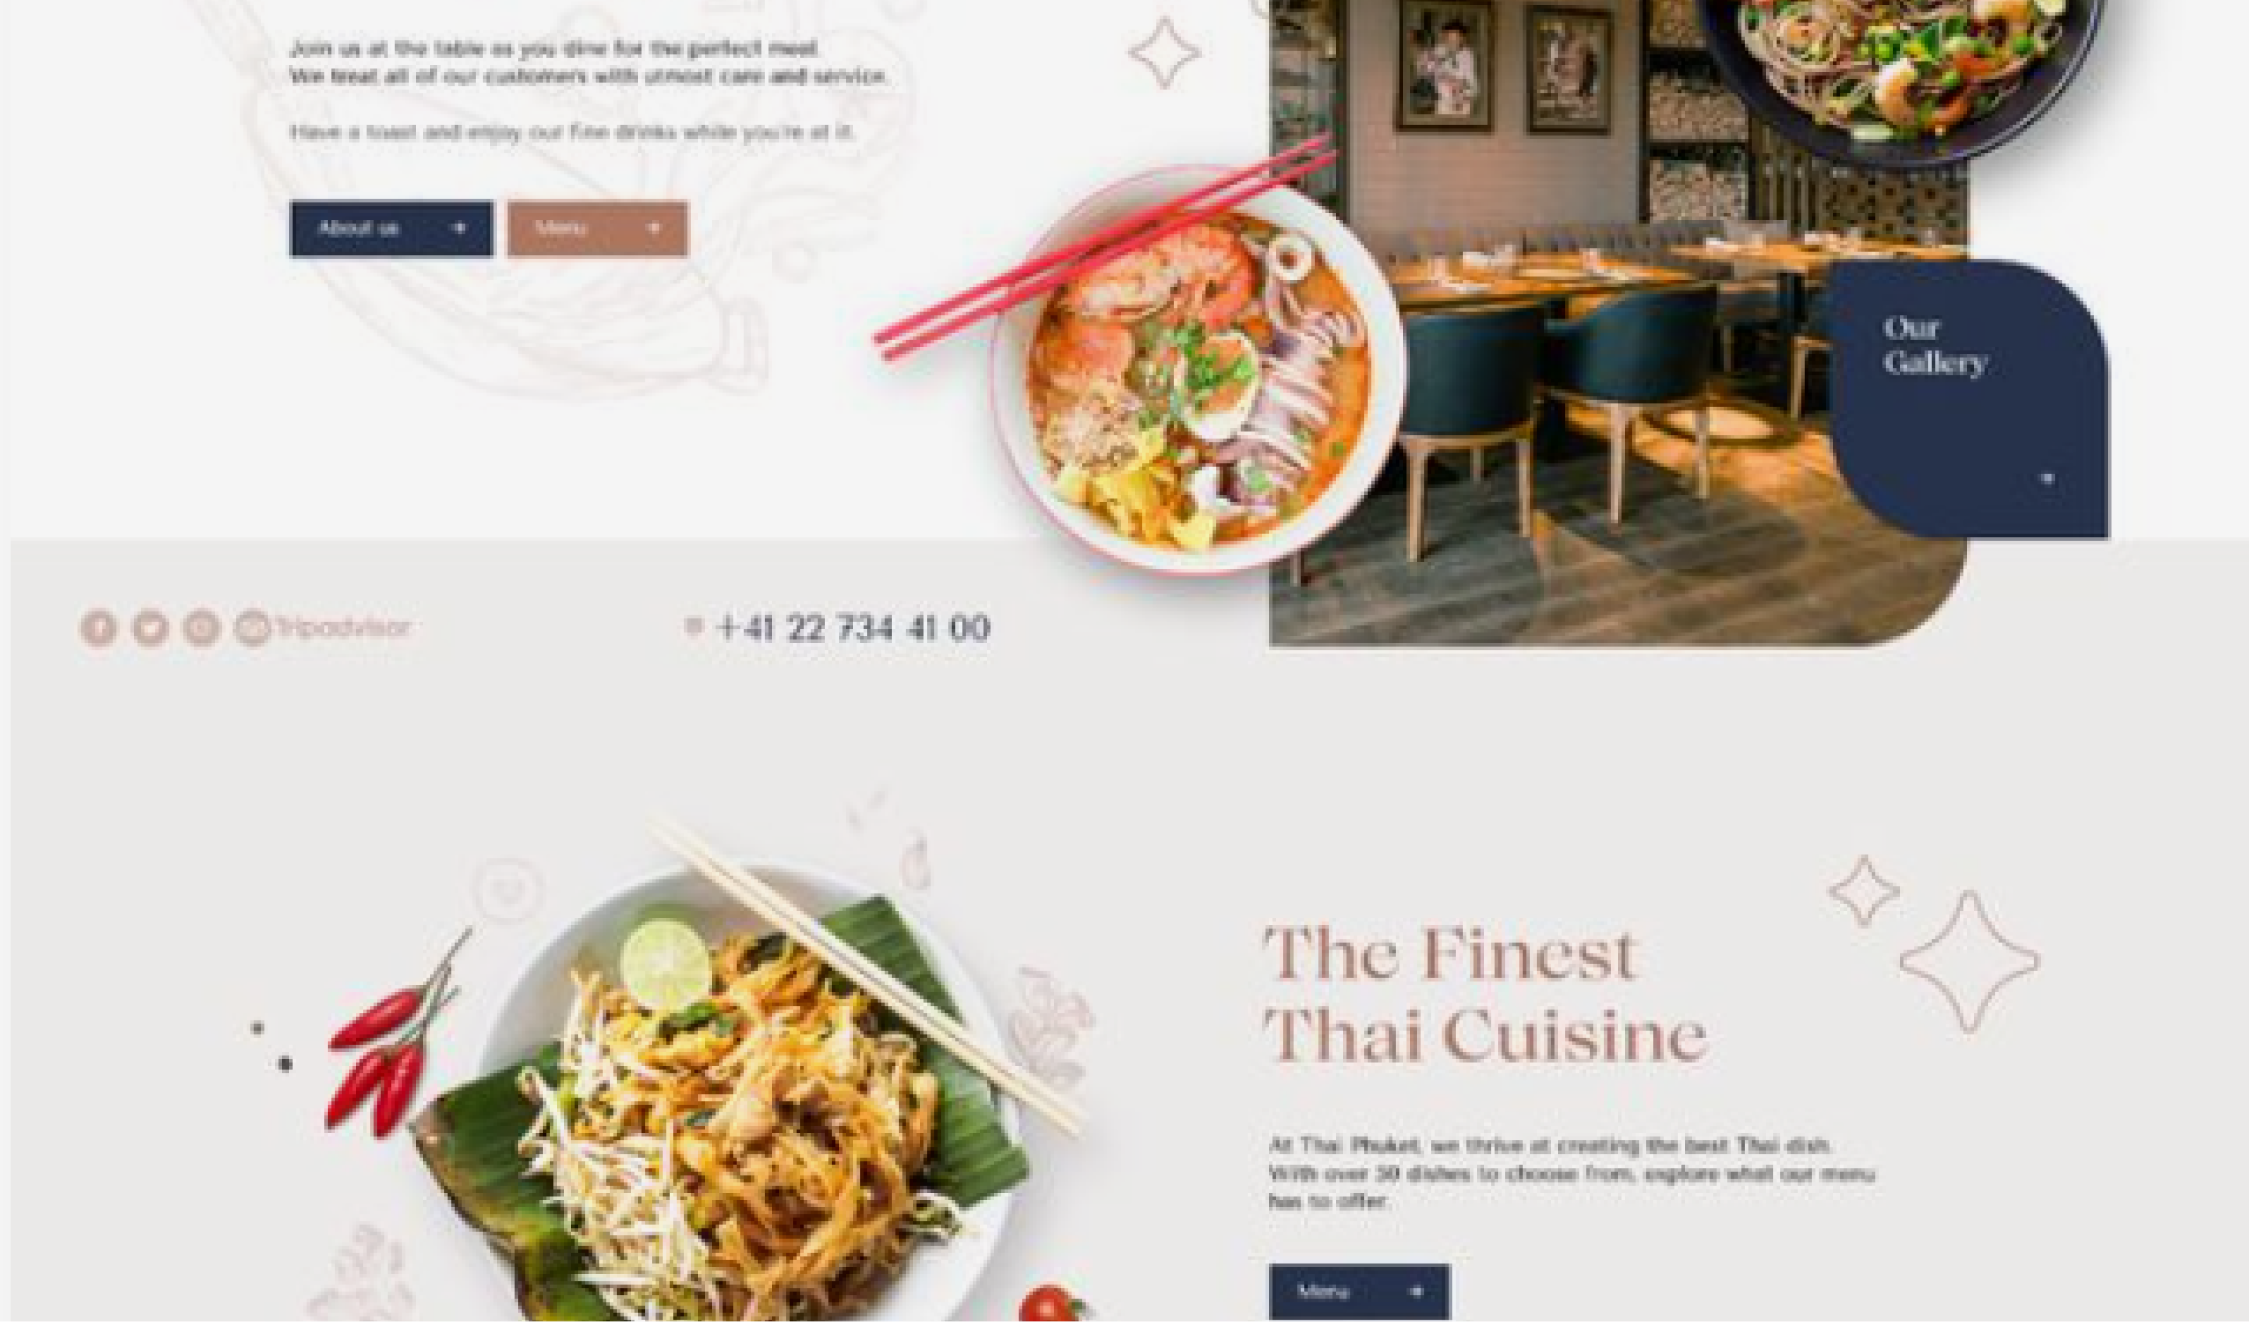 Join us at the table as you dine for the perfect meal.
We treat all of our customers with utmost care and service.
Have a toast and enjoy our fine drinks while you're at it.
About us
Menu
Our
Gallery
Tripadvisor
+41 22 734 41 00
The Finest
Thai Cuisine
At Thai Phuket, we thrive at creating the best Thai dish.
With over 50 dishes to choose from, explore what our menu
has to offer.
Menu